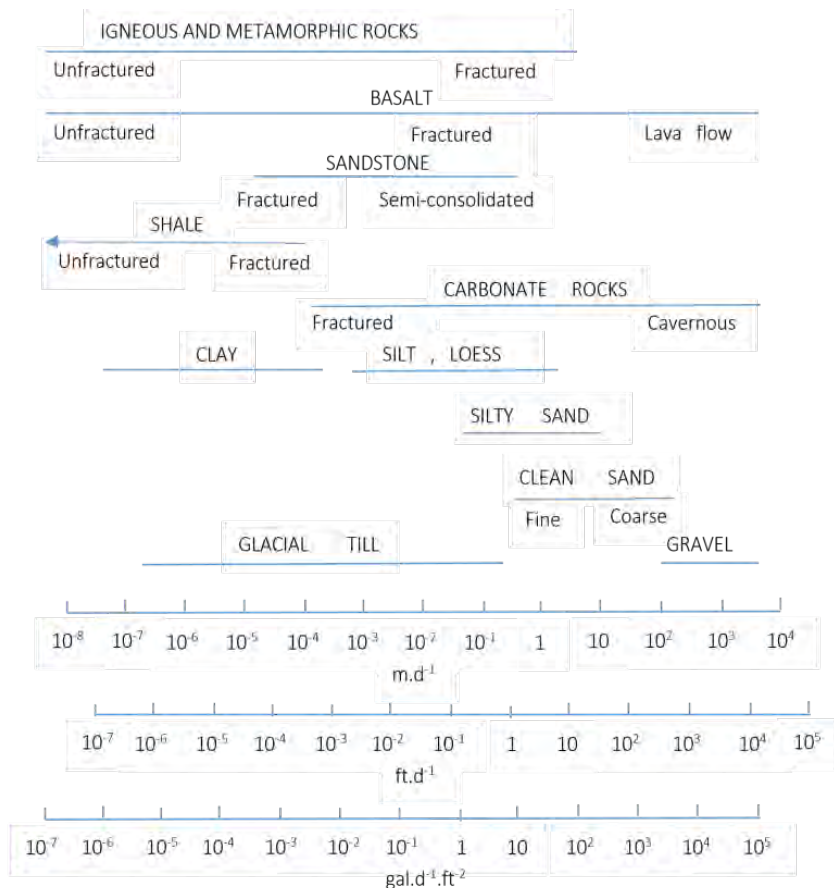 IGNEOUS AND METAMORPHIC ROCKS
Unfractured Fractured
BASALT
Unfractured Fractured Lava flow
SANDSTONE
Fractured Semi-consolidated
SHALE
Unfractured Fractured
CARBONATE ROCKS
Fractured Cavernous
CLAY SILT , LOESS
SILTY SAND
CLEAN SAND
Fine Coarse
GLACIAL TILL GRAVEL
10⁻⁸ 10⁻⁷ 10⁻⁶ 10⁻⁵ 10⁻⁴ 10⁻³ 10⁻² 10⁻¹ 1 10 10² 10³ 10⁴
m.d⁻¹
10⁻⁷ 10⁻⁶ 10⁻⁵ 10⁻⁴ 10⁻³ 10⁻² 10⁻¹ 1 10 10² 10³ 10⁴ 10⁵
ft.d⁻¹
10⁻⁷ 10⁻⁶ 10⁻⁵ 10⁻⁴ 10⁻³ 10⁻² 10⁻¹ 1 10 10² 10³ 10⁴ 10⁵
gal.d⁻¹.ft⁻²